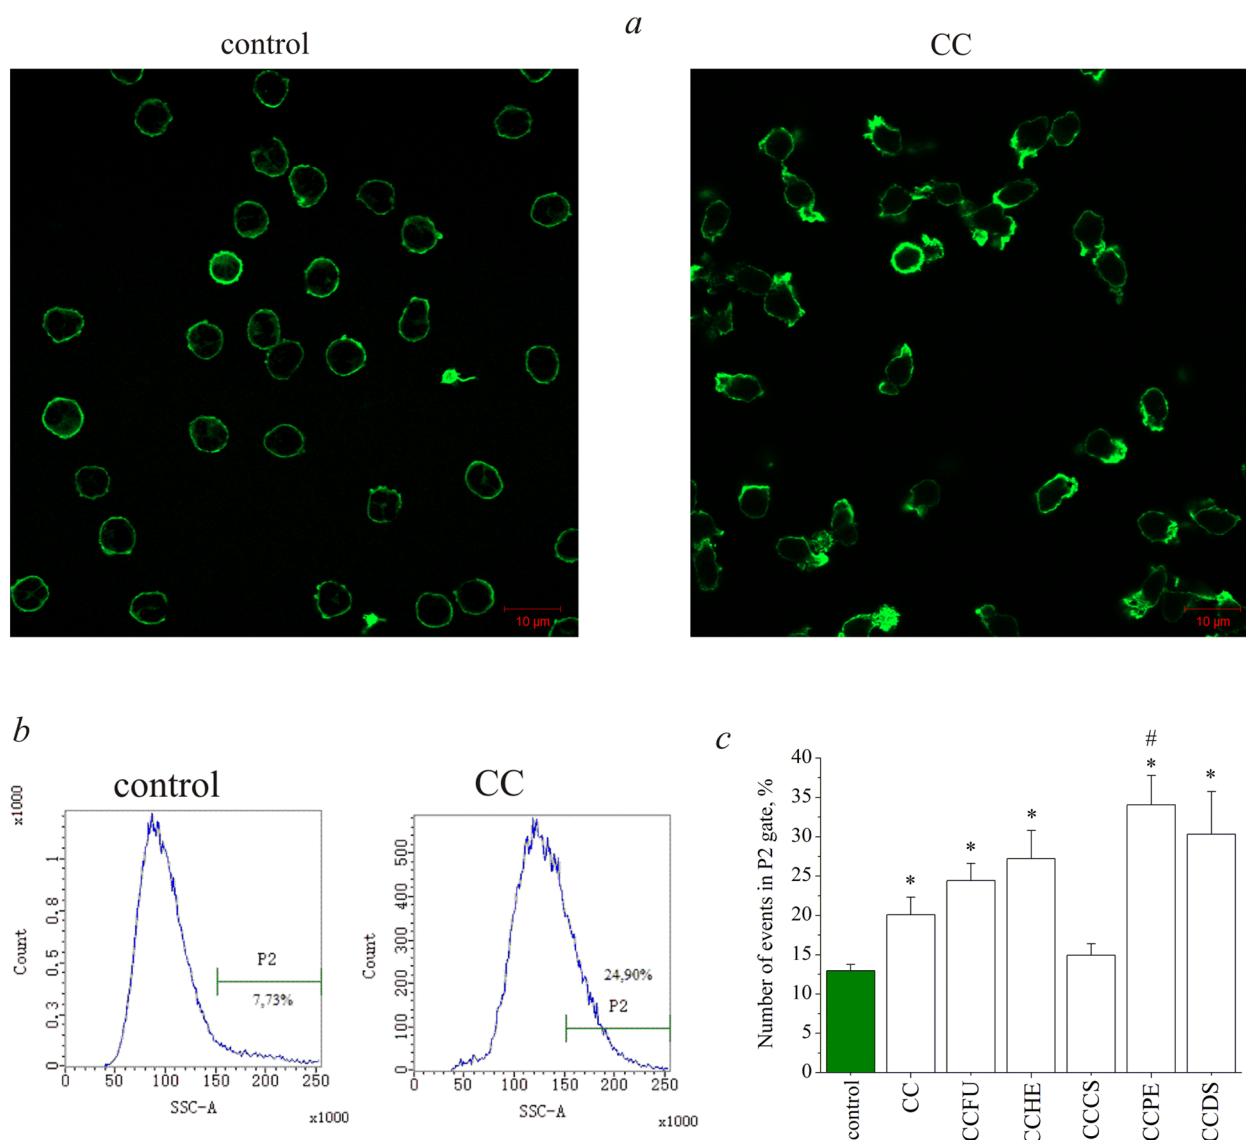 a
control
CC
10 µm
10 µm
b
control
x1000
Count
1
0.8
0.5
0.3
0
P2
7,73%
0 50 100 150 200 250
SSC-A
x1000
CC
Count
500
400
300
200
100
0
24,90%
P2
0 50 100 150 200 250
SSC-A
x1000
c
Number of events in P2 gate, %
40
35
30
25
20
15
10
5
0
*
*
*
#
*
*
control
CC
CCFU
CCHE
CCCS
CCPE
CCDS